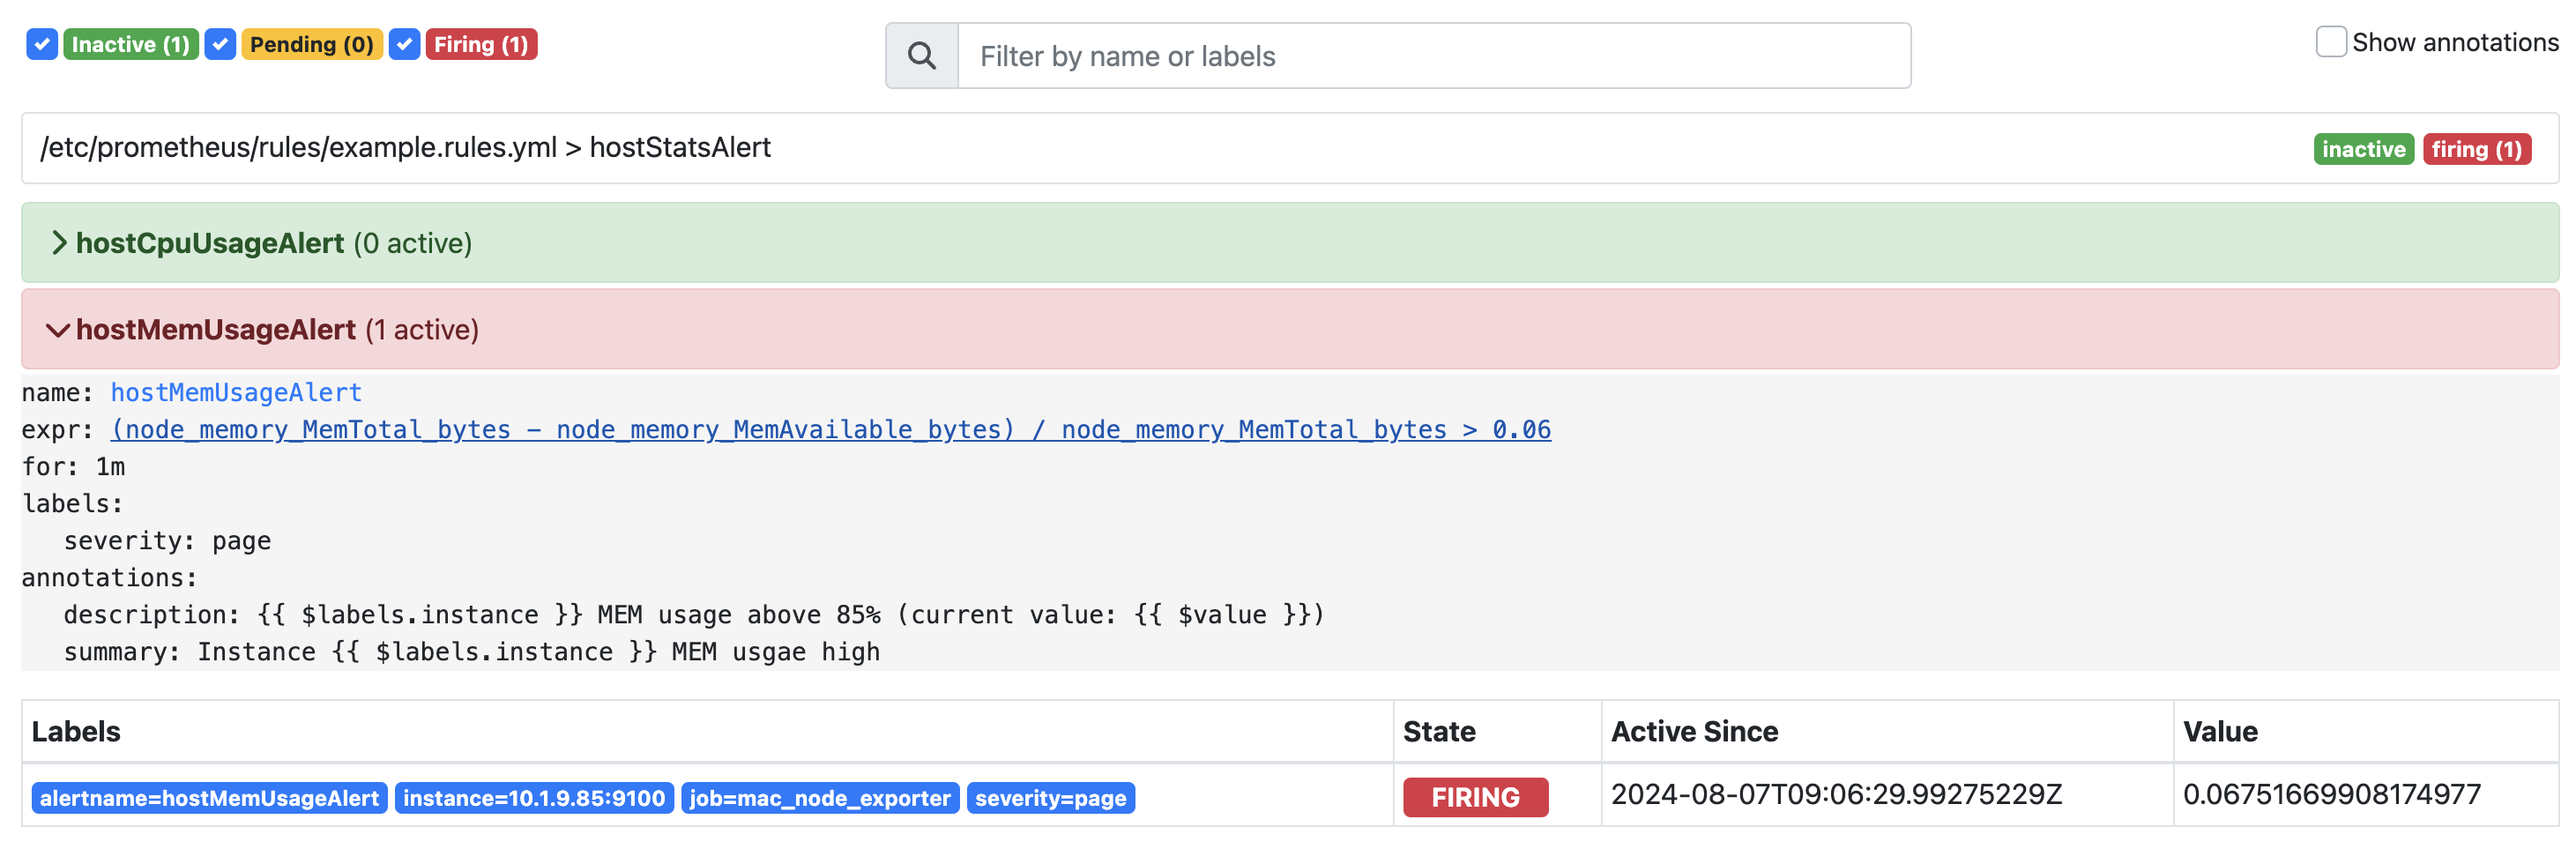 Inactive (1) Pending (0) Firing (1)
Filter by name or labels
Show annotations
/etc/prometheus/rules/example.rules.yml > hostStatsAlert
inactive firing (1)
hostCpuUsageAlert (0 active)
hostMemUsageAlert (1 active)
name: hostMemUsageAlert
expr: (node_memory_MemTotal_bytes - node_memory_MemAvailable_bytes) / node_memory_MemTotal_bytes > 0.06
for: 1m
labels:
severity: page
annotations:
description: {{ $labels.instance }} MEM usage above 85% (current value: {{ $value }})
summary: Instance {{ $labels.instance }} MEM usgae high
Labels State Active Since Value
alertname=hostMemUsageAlert instance=10.1.9.85:9100 job=mac_node_exporter severity=page FIRING 2024-08-07T09:06:29.99275229Z 0.06751669908174977